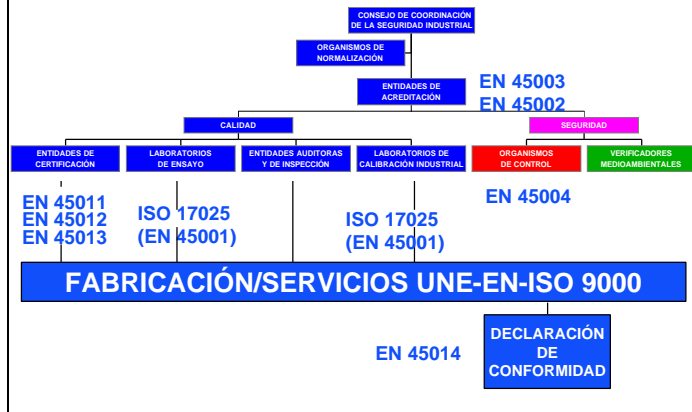 CONSEJO DE COORDINACIÓN
DE LA SEGURIDAD INDUSTRIAL
ORGANISMOS DE
NORMALIZACIÓN
ENTIDADES DE
ACREDITACIÓN
EN 45003
EN 45002
CALIDAD
SEGURIDAD
ENTIDADES DE
CERTIFICACIÓN
LABORATORIOS
DE ENSAYO
ENTIDADES AUDITORAS
Y DE INSPECCIÓN
LABORATORIOS DE
CALIBRACIÓN INDUSTRIAL
ORGANISMOS
DE CONTROL
VERIFICADORES
MEDIOAMBIENTALES
EN 45011
EN 45012
EN 45013
ISO 17025
(EN 45001)
ISO 17025
(EN 45001)
EN 45004
FABRICACIÓN/SERVICIOS UNE-EN-ISO 9000
EN 45014
DECLARACIÓN
DE
CONFORMIDAD